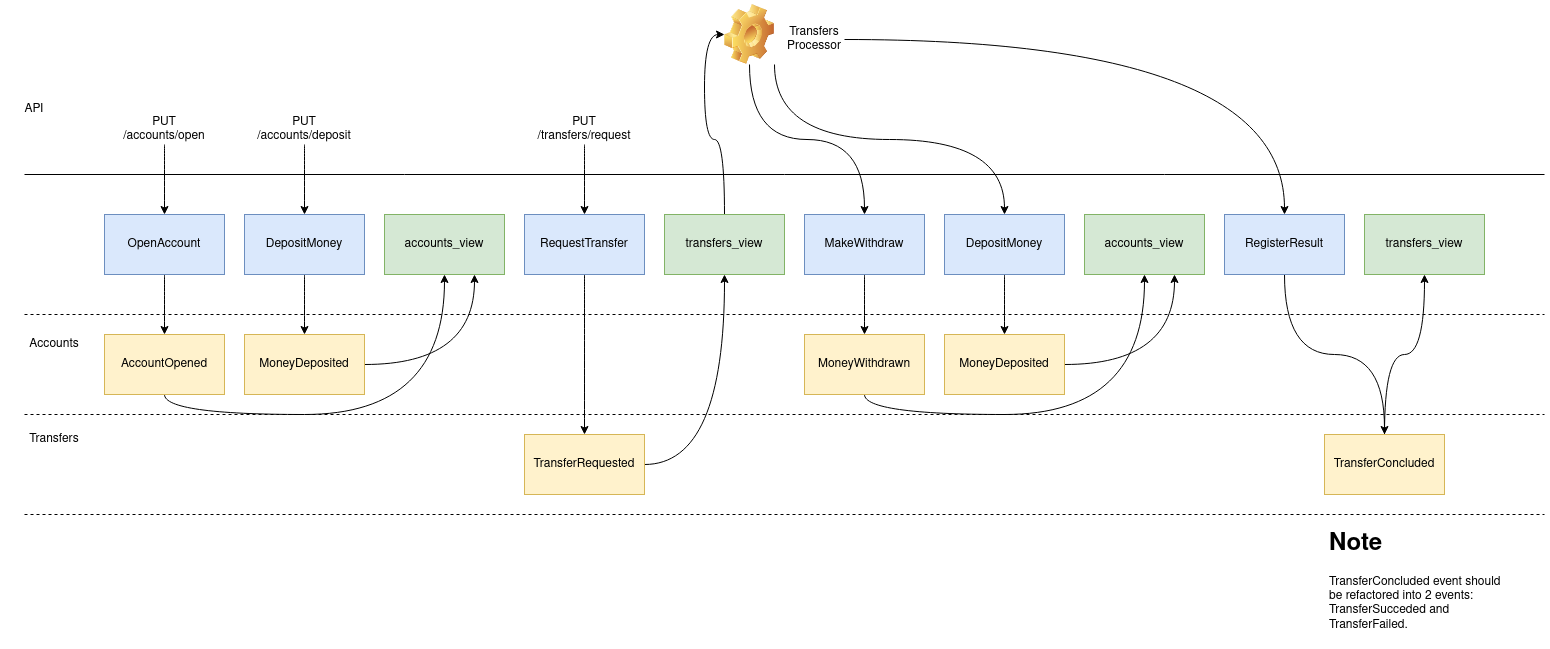 Transfers
Processor
API
PUT
/accounts/open
PUT
/accounts/deposit
PUT
/transfers/request
OpenAccount
DepositMoney
accounts_view
RequestTransfer
transfers_view
MakeWithdraw
DepositMoney
accounts_view
RegisterResult
transfers_view
Accounts
AccountOpened
MoneyDeposited
MoneyWithdrawn
MoneyDeposited
Transfers
TransferRequested
TransferConcluded
Note
TransferConcluded event should
be refactored into 2 events:
TransferSucceded and
TransferFailed.